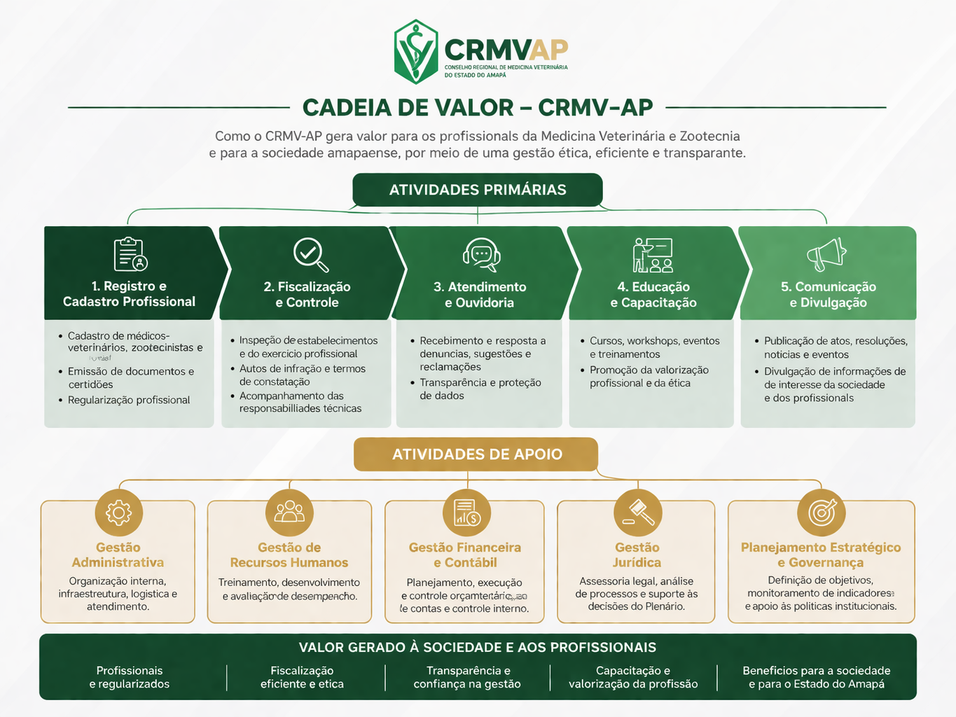 CRMVAP
CONSELHO REGIONAL DE MEDICINA VETERINÁRIA
DO ESTADO DO AMAPÁ
CADEIA DE VALOR – CRMV-AP
Como o CRMV-AP gera valor para os profissionals da Medicina Veterinária e Zootecnia
e para a sociedade amapaense, por meio de uma gestão ética, eficiente e transparante.
ATIVIDADES PRIMÁRIAS
1. Registro e
Cadastro Profissional
• Cadastro de médicos-
veterinários, zootecinistas e
• Emissão de documentos e
certidões
• Regularização profissional
2. Fiscalização
e Controle
• Inspeção de estabelecimentos
e do exercício profissional
• Autos de infração e termos
de constatação
• Acompanhamento das
responsabilliades técnicas
3. Atendimento
e Ouvidoria
• Recebimento e resposta a
denuncias, sugestões e
reclamações
• Transparência e proteção
de dados
4. Educação
e Capacitação
• Cursos, workshops, eventos
e treinamentos
• Promoção da valorização
profissional e da ética
5. Comunicação
e Divulgação
• Publicação de atos, resoluções,
noticias e eventos
• Divulgação de informações de
de interesse da sociedade
e dos profissionals
ATIVIDADES DE APOIO
Gestão
Administrativa
Organização interna,
infraestreutura, logistica e
atendimento.
Gestão de
Recursos Humanos
Treinamento, desenvolvimento
e avaliação de desempencho.
Gestão Financeira
e Contábil
Planejamento, execução
e controle
de contas e controle interno.
Gestão
Jurídica
Assessoria legal, análise
de processos e suporte às
decisões do Plenário.
Planejamento Estratégico
e Governança
Definição de objetivos,
monitoramento de indicadores
e apoio às politicas institucionais.
VALOR GERADO À SOCIEDADE E AOS PROFISSIONAIS
Profissionais
e regularizados
Fiscalização
eficiente e etica
Transparência e
confiança na gestão
Capacitação e
valorização da profissão
Beneficios para a sociedade
e para o Estado do Amapá